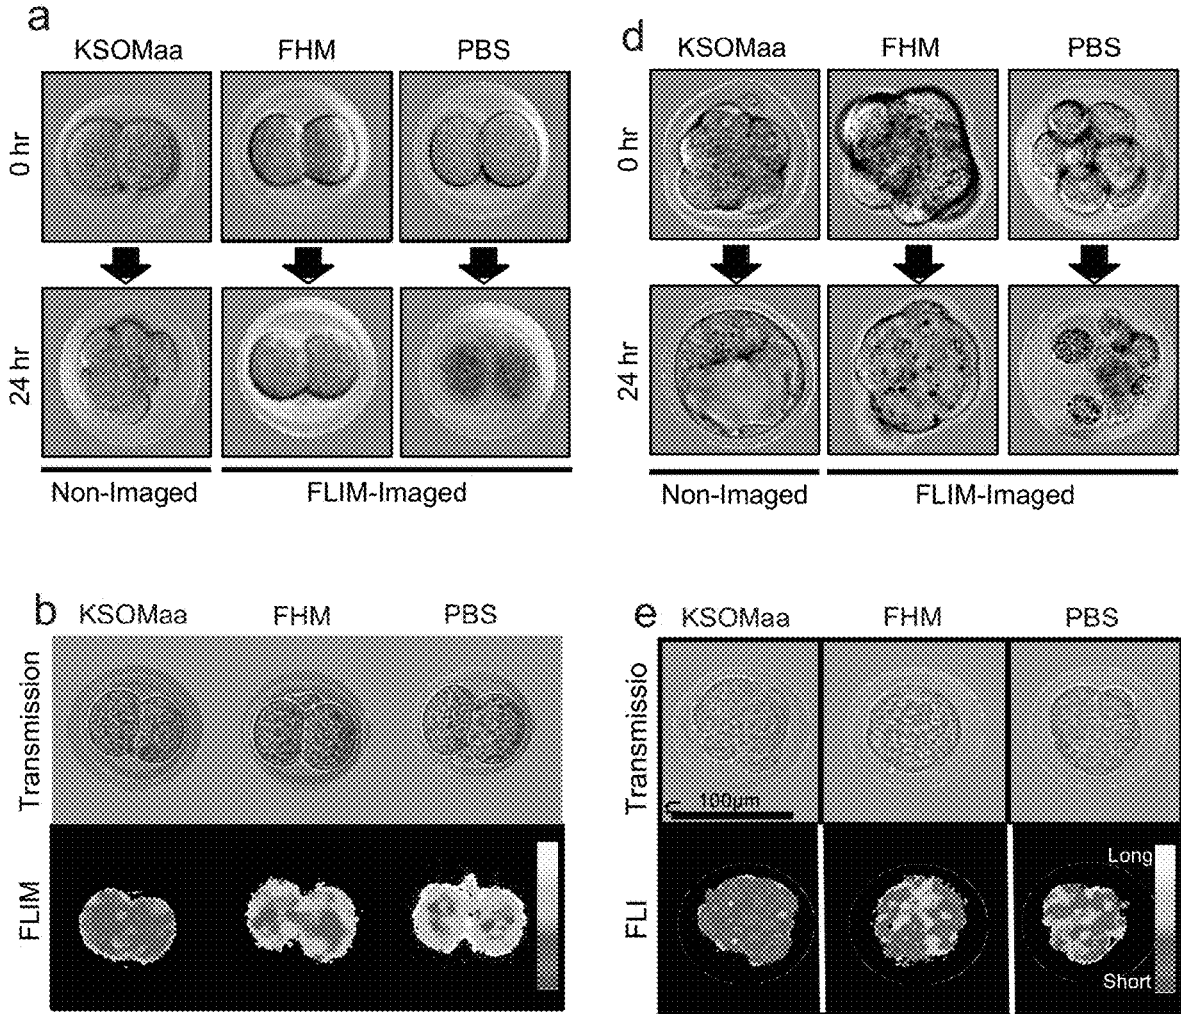 a
KSOMaa FHM PBS
0 hr
24 hr
Non-Imaged FLIM-Imaged
d
KSOMaa FHM PBS
0 hr
24 hr
Non-Imaged FLIM-Imaged
b
KSOMaa FHM PBS
Transmission
FLIM
e
KSOMaa FHM PBS
Transmissio
100μm
FLI
Long
Short